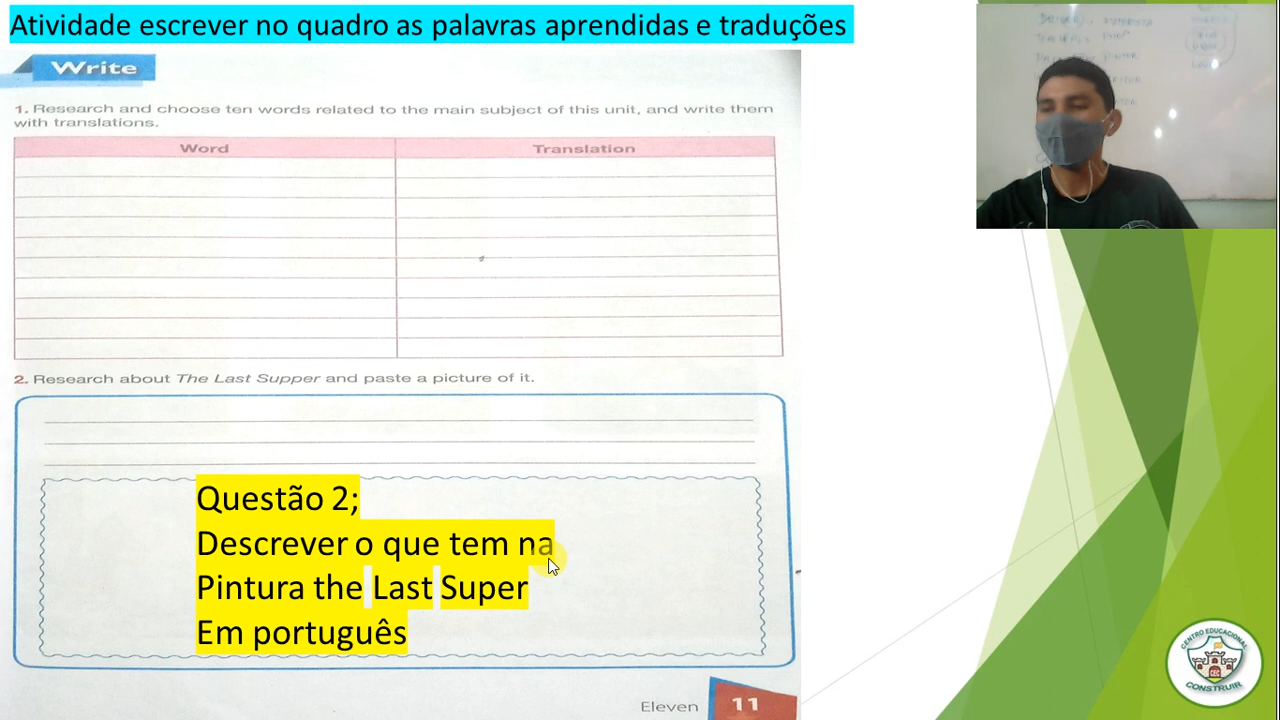 Atividade escrever no quadro as palavras aprendidas e traduções
Write
1. Research and choose ten words related to the main subject of this unit, and write them
with translations.
Word Translation
2. Research about The Last Supper and paste a picture of it.
Questão 2;
Descrever o que tem na
Pintura the Last Super
Em português
Eleven 11
CENTRO EDUCACIONAL
CEC
CONSTRUIR